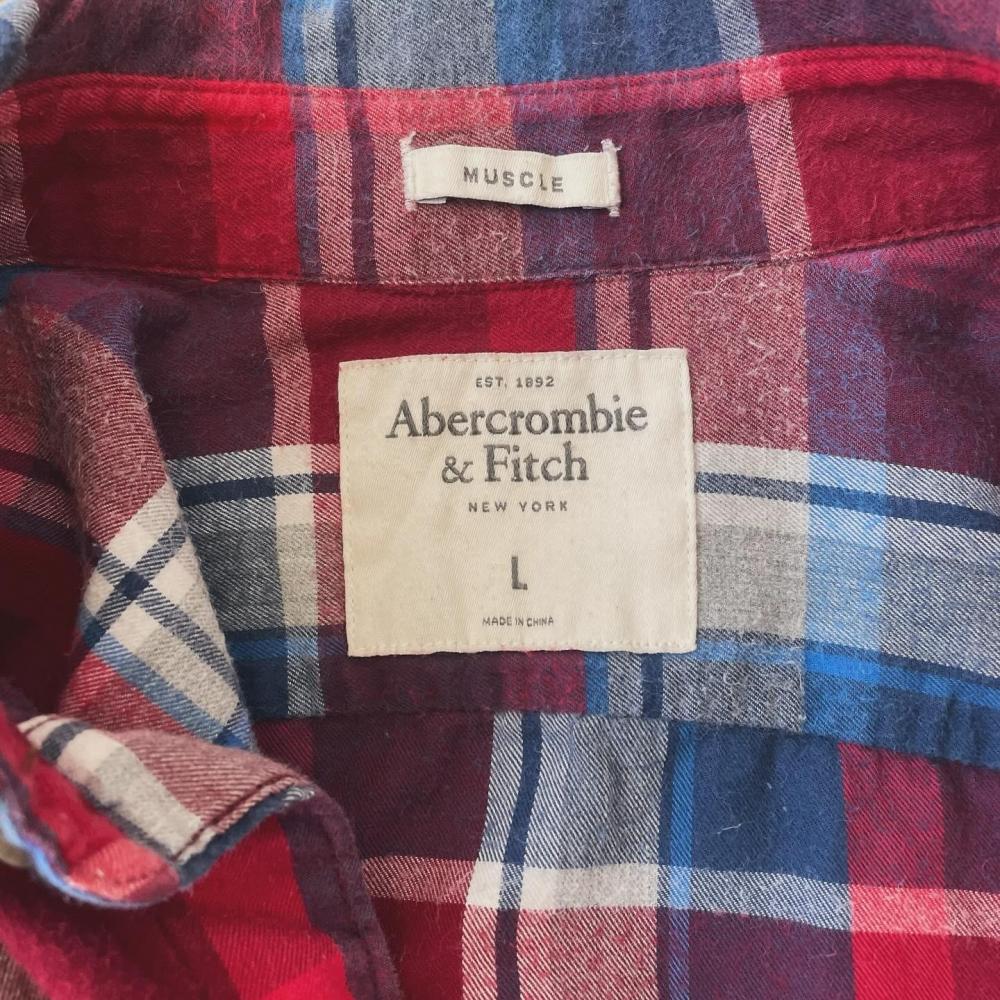 MUSCLE
EST. 1892
Abercrombie
& Fitch
NEW YORK
L
MADE IN CHINA